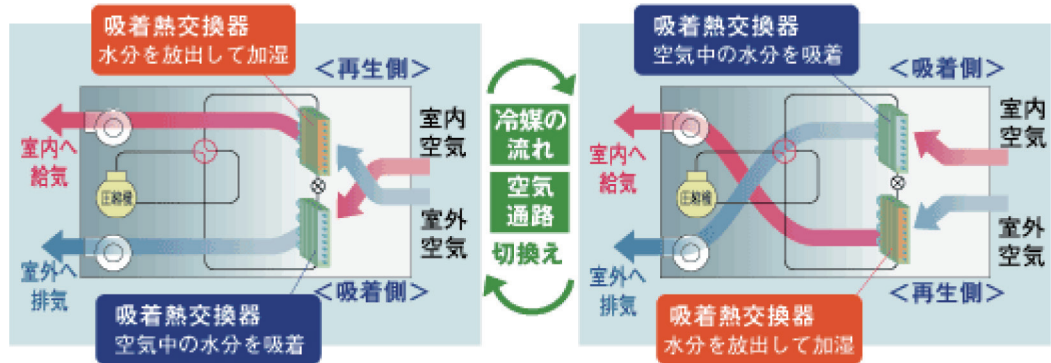 吸着熱交換器
水分を放出して加湿
＜再生側＞
室内
空気
室内へ
給気
圧縮機
室外
空気
室外へ
排気
＜吸着側＞
吸着熱交換器
空気中の水分を吸着
冷媒の
流れ
空気
通路
切換え
吸着熱交換器
空気中の水分を吸着
＜吸着側＞
室内
空気
室内へ
給気
圧縮機
室外
空気
室外へ
排気
＜再生側＞
吸着熱交換器
水分を放出して加湿